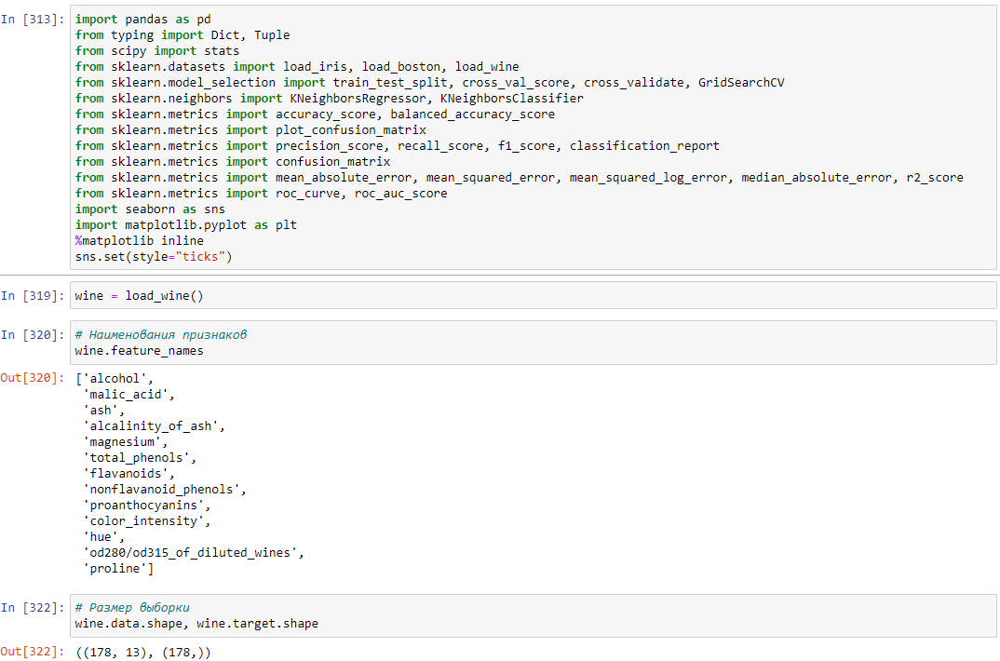 In [313]: import pandas as pd
from typing import Dict, Tuple
from scipy import stats
from sklearn.datasets import load_iris, load_boston, load_wine
from sklearn.model_selection import train_test_split, cross_val_score, cross_validate, GridSearchCV
from sklearn.neighbors import KNeighborsRegressor, KNeighborsClassifier
from sklearn.metrics import accuracy_score, balanced_accuracy_score
from sklearn.metrics import plot_confusion_matrix
from sklearn.metrics import precision_score, recall_score, f1_score, classification_report
from sklearn.metrics import confusion_matrix
from sklearn.metrics import mean_absolute_error, mean_squared_error, mean_squared_log_error, median_absolute_error, r2_score
from sklearn.metrics import roc_curve, roc_auc_score
import seaborn as sns
import matplotlib.pyplot as plt
%matplotlib inline
sns.set(style="ticks")
In [319]: wine = load_wine()
In [320]: # Наименования признаков
wine.feature_names
Out[320]: ['alcohol',
'malic_acid',
'ash',
'alcalinity_of_ash',
'magnesium',
'total_phenols',
'flavanoids',
'nonflavanoid_phenols',
'proanthocyanins',
'color_intensity',
'hue',
'od280/od315_of_diluted_wines',
'proline']
In [322]: # Размер выборки
wine.data.shape, wine.target.shape
Out[322]: ((178, 13), (178,))